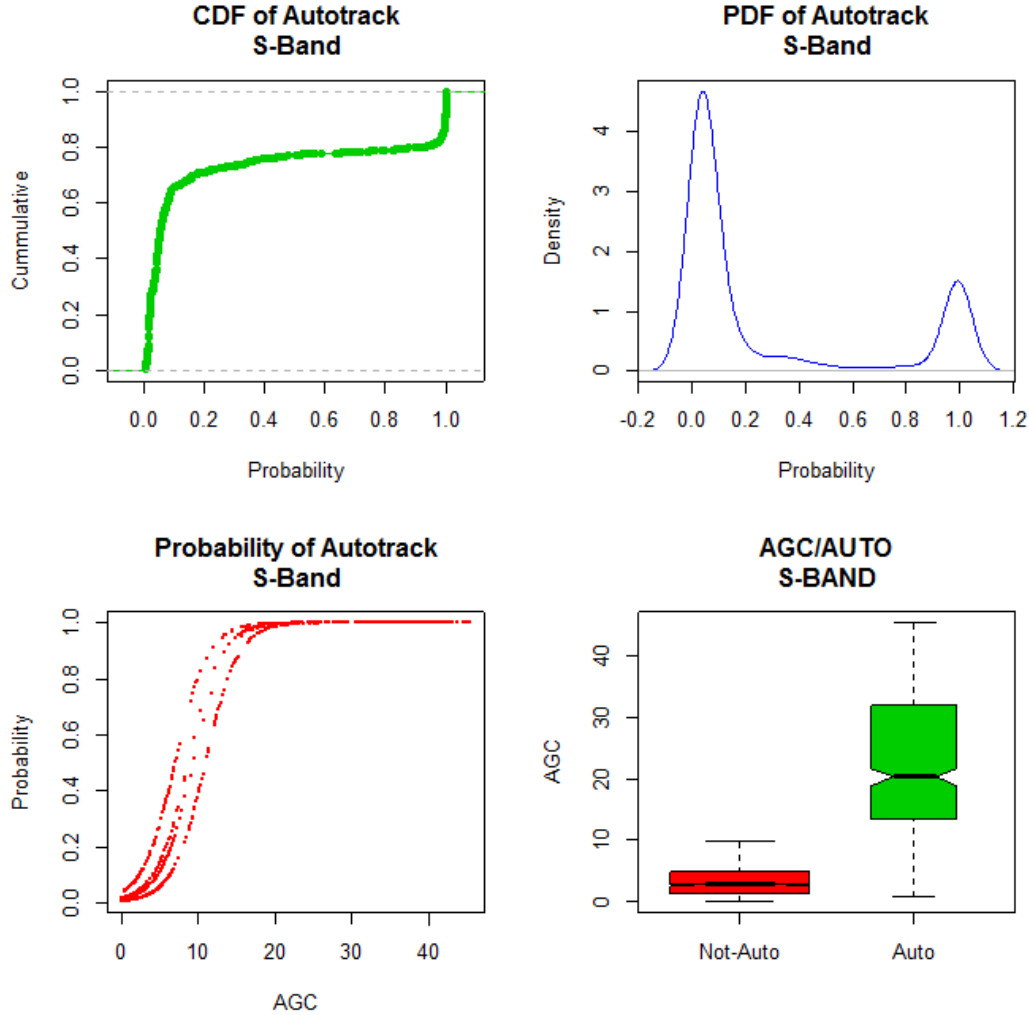 CDF of Autotrack
S-Band
Cummulative
1.0
0.8
0.6
0.4
0.2
0.0
0.0 0.2 0.4 0.6 0.8 1.0
Probability
PDF of Autotrack
S-Band
Density
4
3
2
1
0
-0.2 0.0 0.2 0.4 0.6 0.8 1.0 1.2
Probability
Probability of Autotrack
S-Band
Probability
1.0
0.8
0.6
0.4
0.2
0.0
0 10 20 30 40
AGC
AGC/AUTO
S-BAND
AGC
40
30
20
10
0
Not-Auto Auto